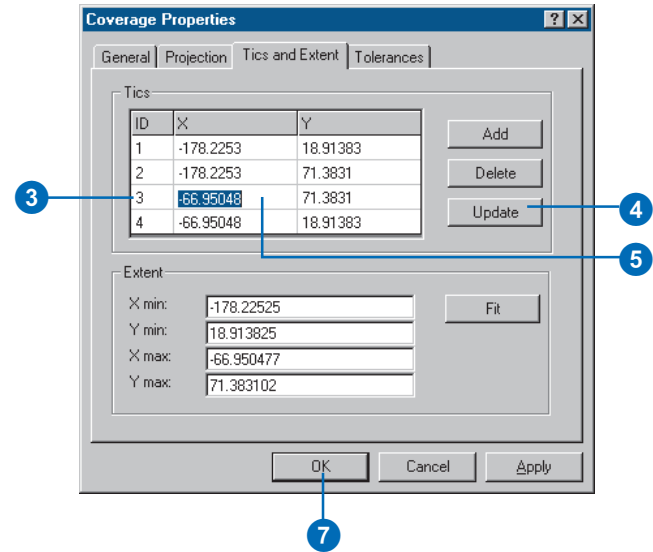 Coverage Properties ? X
General Projection Tics and Extent Tolerances
Tics
ID X Y
1 -178.2253 18.91383
2 -178.2253 71.3831
3 -66.95048 71.3831
4 -66.95048 18.91383
Add
Delete
Update
3
4
5
Extent
X min: -178.22525
Y min: 18.913825
X max: -66.950477
Y max: 71.383102
Fit
OK Cancel Apply
7